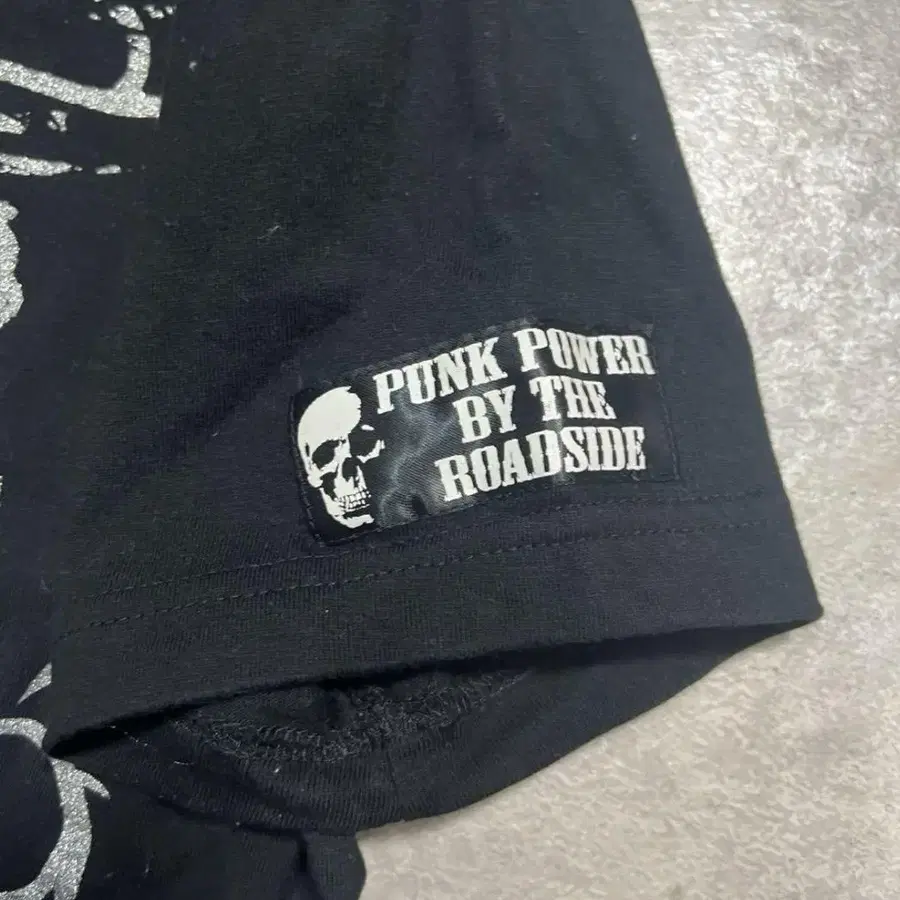 PUNK POWER
BY THE
ROADSIDE